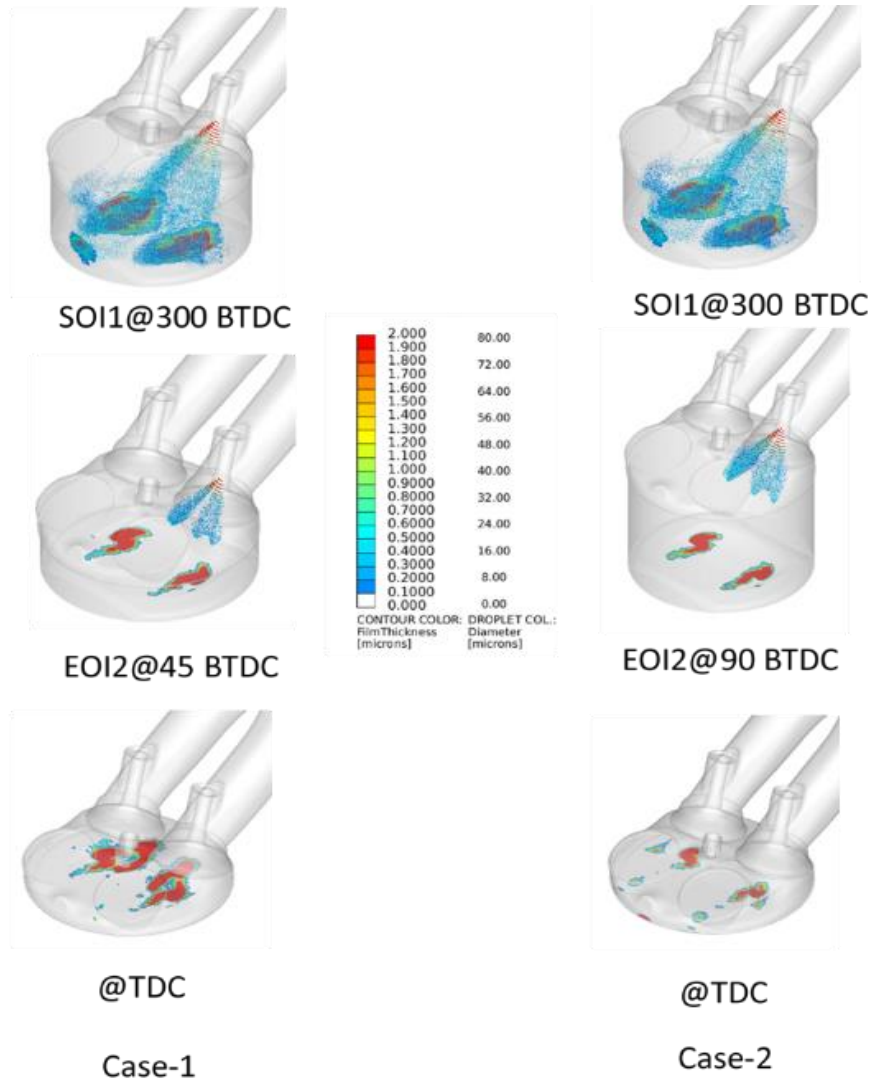 SOI1@300 BTDC
SOI1@300 BTDC
2.000
1.900
1.800
1.700
1.600
1.500
1.400
1.300
1.200
1.100
1.000
0.9000
0.8000
0.7000
0.6000
0.5000
0.4000
0.3000
0.2000
0.1000
0.000
80.00
72.00
64.00
56.00
48.00
40.00
32.00
24.00
16.00
8.00
0.00
CONTOUR COLOR:
FilmThickness
[microns]
DROPLET COL.:
Diameter
[microns]
EOI2@45 BTDC
EOI2@90 BTDC
@TDC
@TDC
Case-1
Case-2